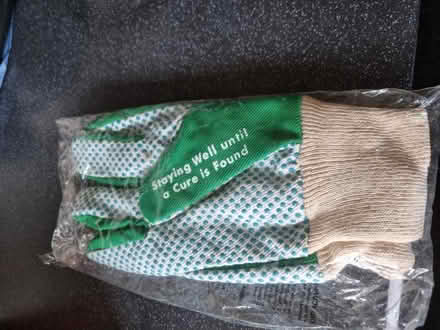 Staying Well until
a Cure is Found